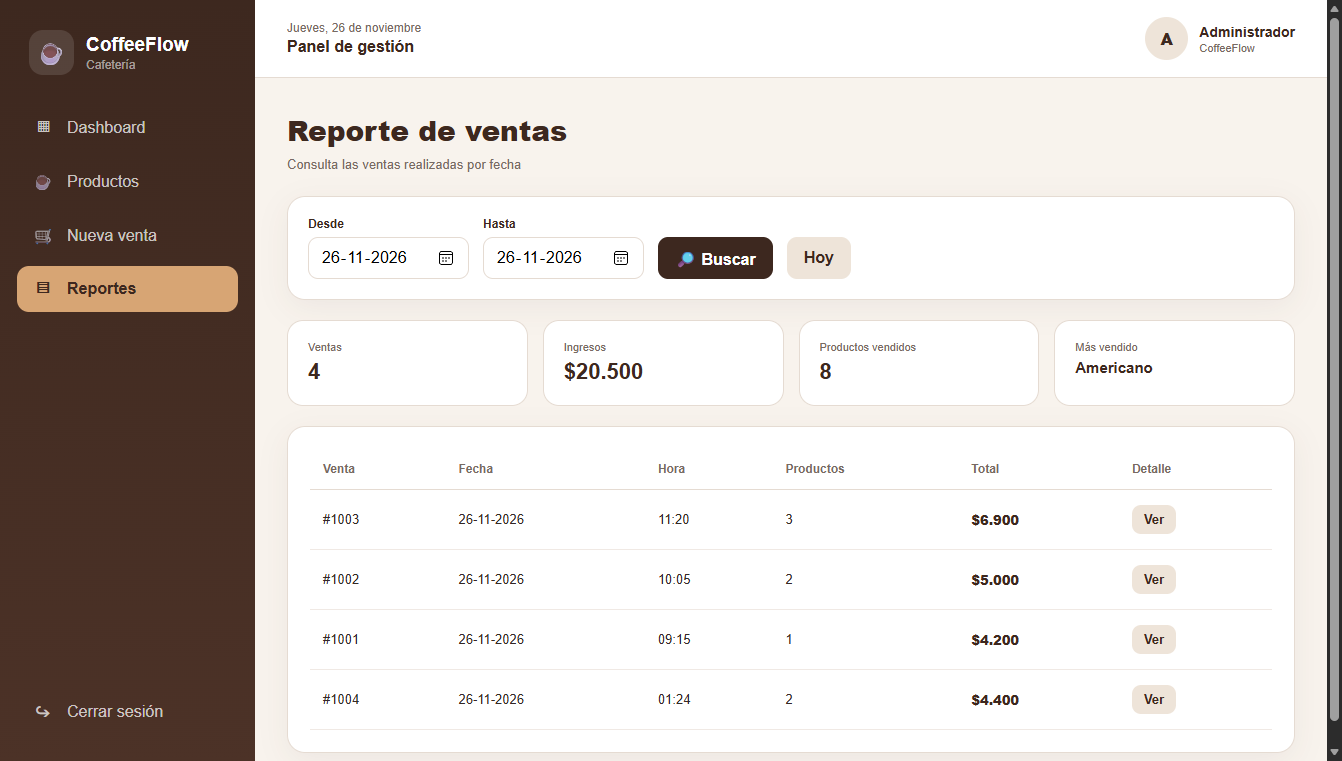 CoffeeFlow
Cafetería
Dashboard
Productos
Nueva venta
Reportes
Cerrar sesión
Jueves, 26 de noviembre
Panel de gestión
A
Administrador
CoffeeFlow
Reporte de ventas
Consulta las ventas realizadas por fecha
Desde
Hasta
26-11-2026
26-11-2026
Buscar
Hoy
Ventas
4
Ingresos
$20.500
Productos vendidos
8
Más vendido
Americano
Venta Fecha Hora Productos Total Detalle
#1003 26-11-2026 11:20 3 $6.900 Ver
#1002 26-11-2026 10:05 2 $5.000 Ver
#1001 26-11-2026 09:15 1 $4.200 Ver
#1004 26-11-2026 01:24 2 $4.400 Ver